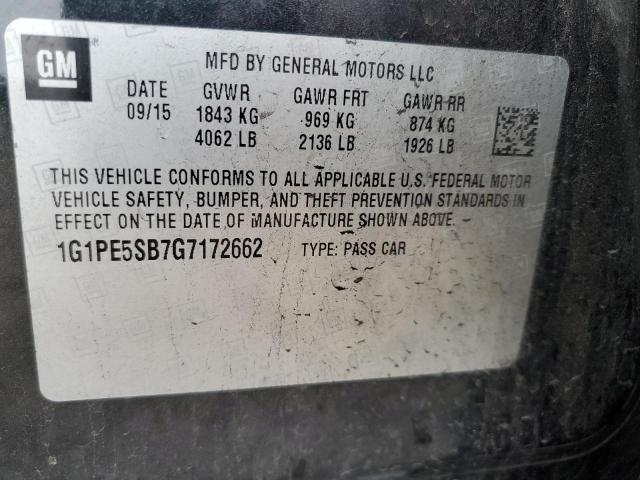 GM
MFD BY GENERAL MOTORS LLC
DATE GVWR GAWR FRT GAWR RR
09/15 1843 KG 969 KG 874 KG
4062 LB 2136 LB 1926 LB
THIS VEHICLE CONFORMS TO ALL APPLICABLE U.S. FEDERAL MOTOR
VEHICLE SAFETY, BUMPER, AND THEFT PREVENTION STANDARDS IN
EFFECT ON THE DATE OF MANUFACTURE SHOWN ABOVE.
1G1PE5SB7G7172662 TYPE: PASS CAR